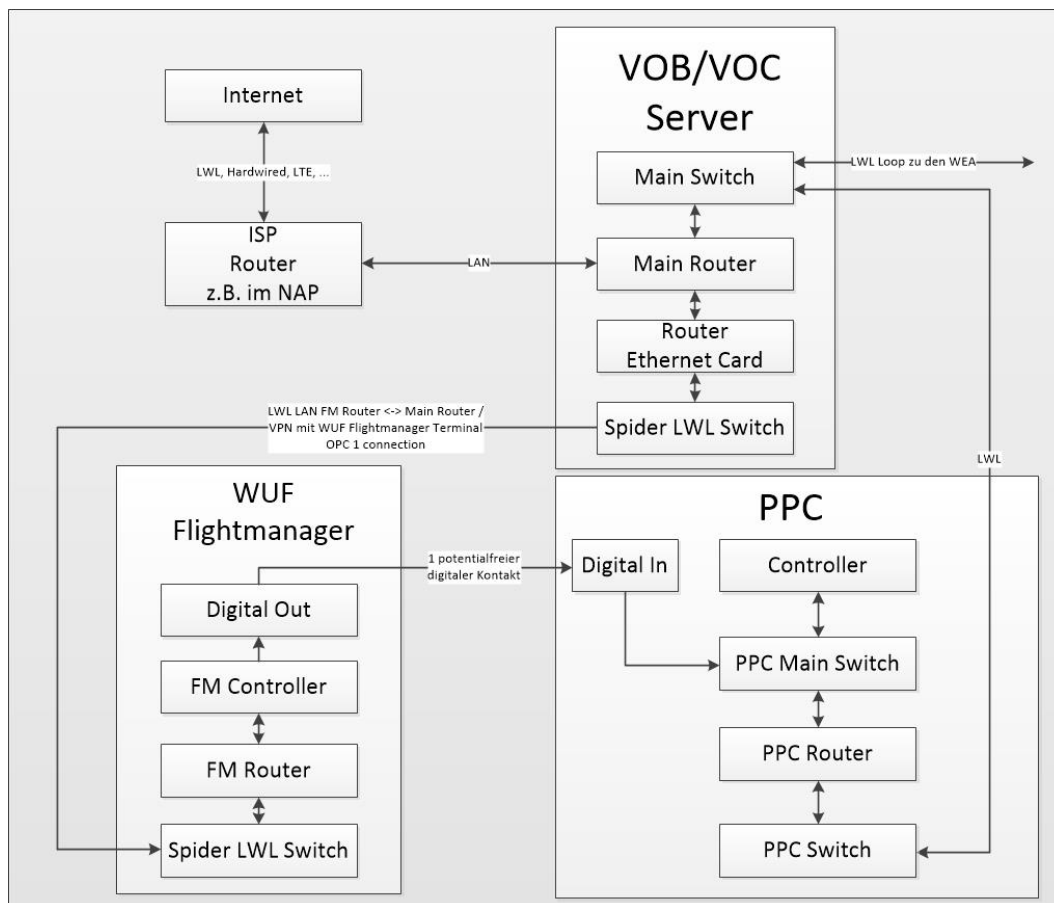 VOB/VOC
Server
Internet
LWL, Hardwired, LTE, ...
ISP
Router
z.B. im NAP
LAN
Main Switch
LWL Loop zu den WEA
Main Router
Router
Ethernet Card
Spider LWL Switch
LWL LAN FM Router <-> Main Router /
VPN mit WUF Flightmanager Terminal
OPC 1 connection
LWL
WUF
Flightmanager
Digital Out
FM Controller
FM Router
Spider LWL Switch
1 potentialfreier
digitaler Kontakt
PPC
Digital In
Controller
PPC Main Switch
PPC Router
PPC Switch